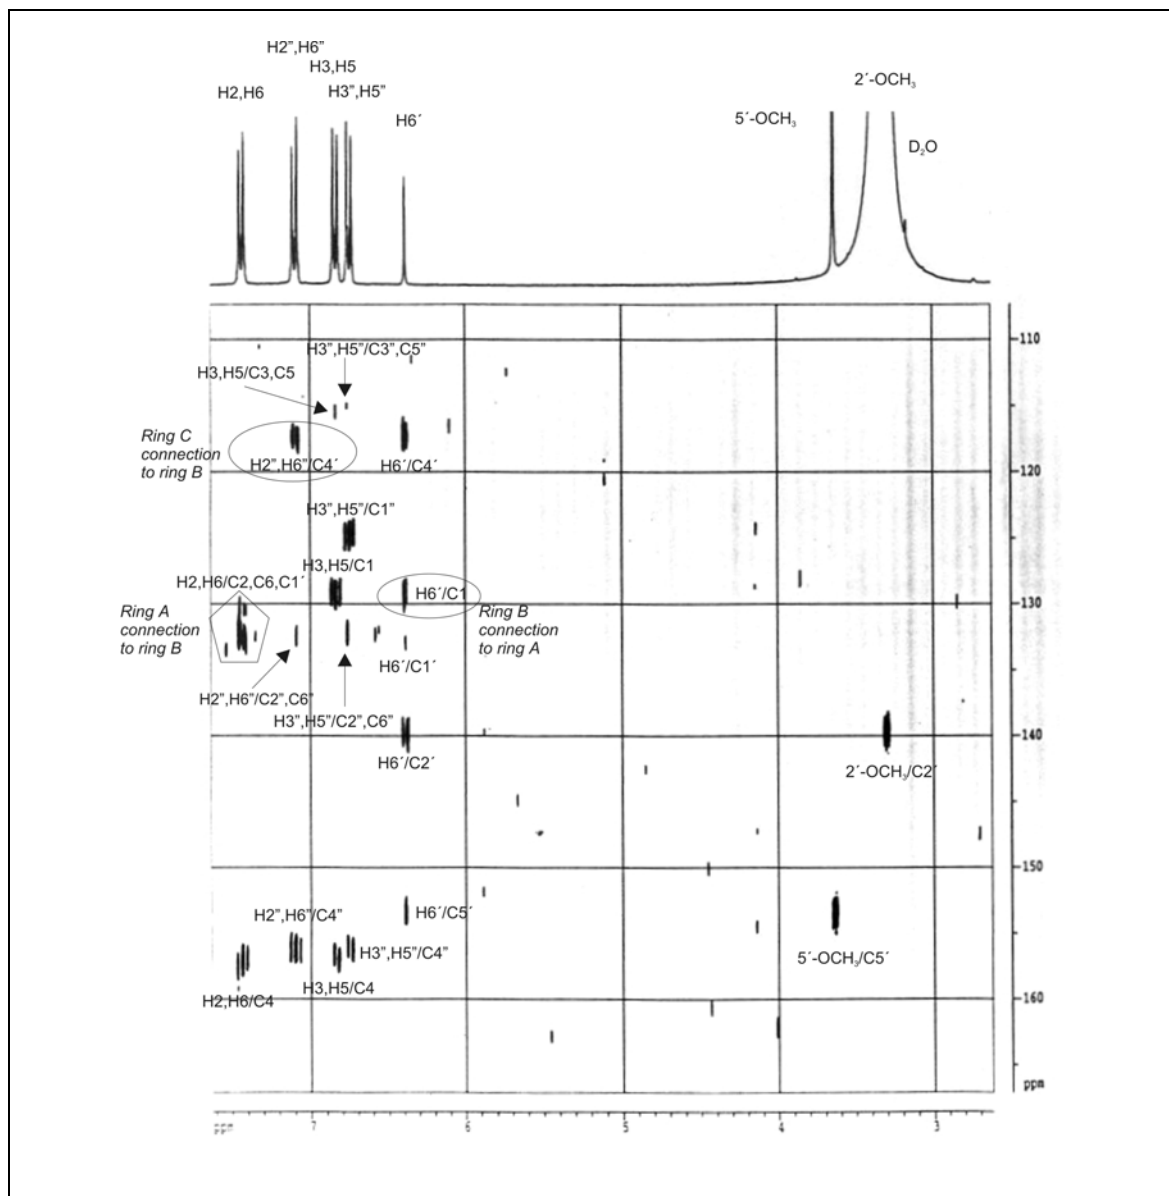 H2”,H6”
H3,H5
H3”,H5”
H2,H6
H6´
2´-OCH₃
5´-OCH₃
D₂O
H3”,H5”/C3”,C5”
H3,H5/C3,C5
Ring C
connection
to ring B
H2”,H6”/C4´
H6´/C4´
H3”,H5”/C1”
H3,H5/C1
H2,H6/C2,C6,C1´
H6´/C1
Ring A
connection
to ring B
Ring B
connection
to ring A
H6´/C1´
H2”,H6”/C2”,C6”
H3”,H5”/C2”,C6”
H6´/C2´
2´-OCH₃/C2´
H2”,H6”/C4”
H6´/C5´
H3”,H5”/C4”
5´-OCH₃/C5´
H2,H6/C4
H3,H5/C4
110
120
130
140
150
160
ppm
ppm 7 6 5 4 3